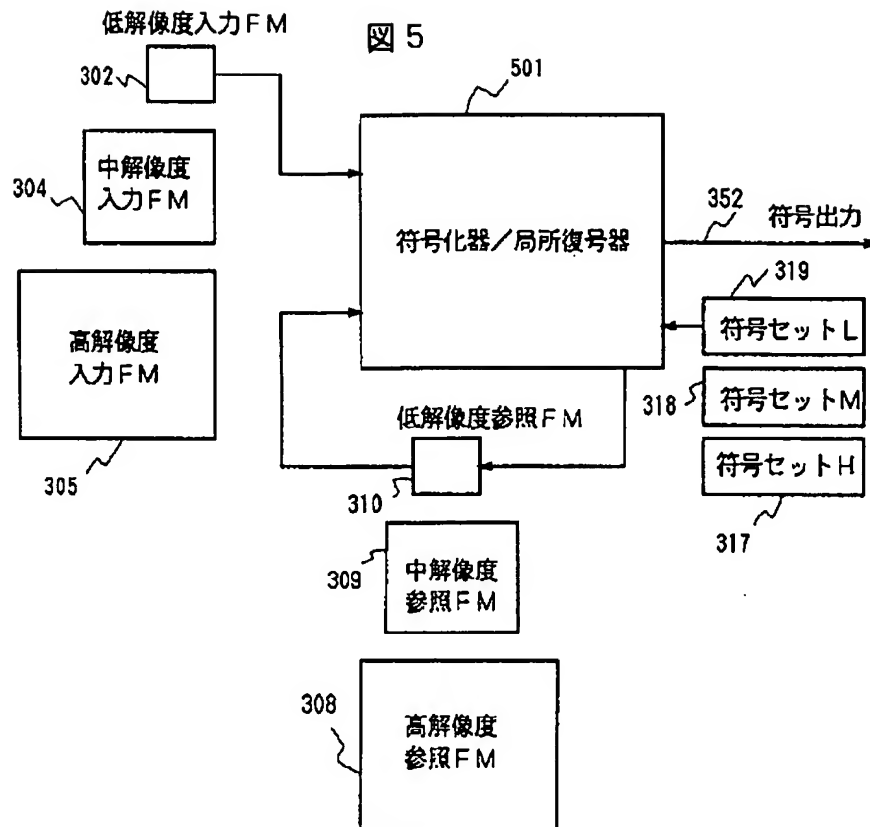 低解像度入力FM
図5
302
501
中解像度
入力FM
304
符号化器/局所復号器
352
符号出力
319
符号セットL
高解像度
入力FM
318
符号セットM
低解像度参照FM
符号セットH
305
310
317
309
中解像度
参照FM
308
高解像度
参照FM